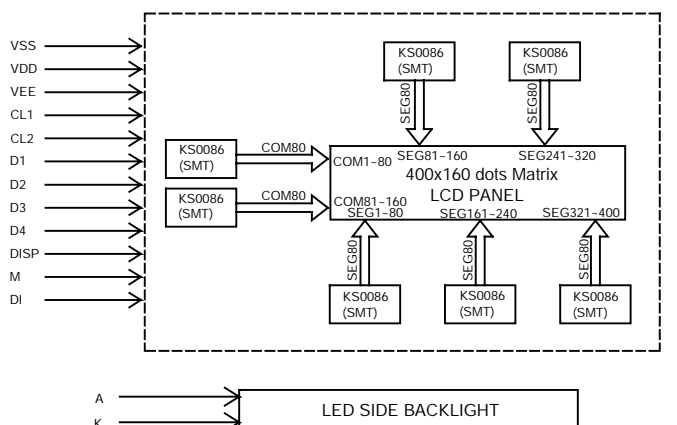 VSS
VDD
VEE
CL1
CL2
D1
D2
D3
D4
DISP
M
DI
KS0086
(SMT)
KS0086
(SMT)
SEG80
SEG80
KS0086
(SMT)
COM80
KS0086
(SMT)
COM80
COM1~80
SEG81~160
SEG241~320
400x160 dots Matrix
LCD PANEL
COM81~160
SEG1~80
SEG161~240
SEG321~400
SEG80
SEG80
SEG80
KS0086
(SMT)
KS0086
(SMT)
KS0086
(SMT)
A
K
LED SIDE BACKLIGHT